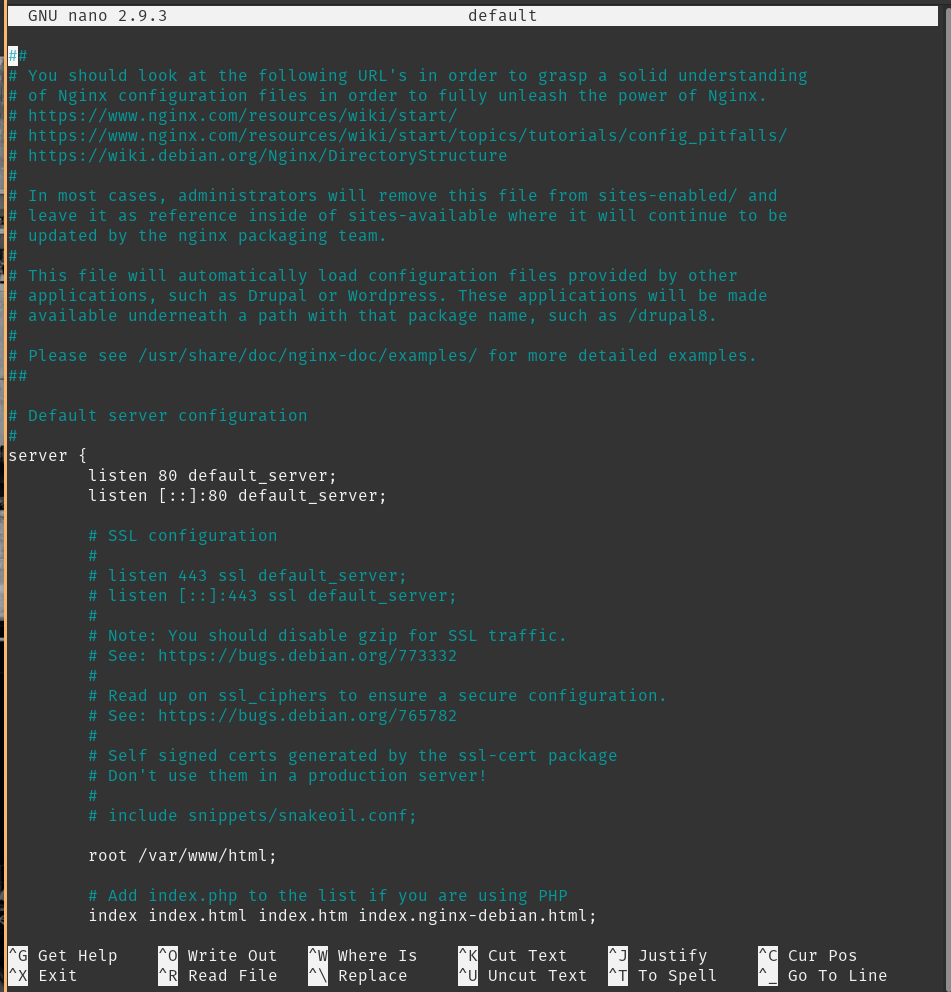 GNU nano 2.9.3 default
##
# You should look at the following URL's in order to grasp a solid understanding
# of Nginx configuration files in order to fully unleash the power of Nginx.
# https://www.nginx.com/resources/wiki/start/
# https://www.nginx.com/resources/wiki/start/topics/tutorials/config_pitfalls/
# https://wiki.debian.org/Nginx/DirectoryStructure
#
# In most cases, administrators will remove this file from sites-enabled/ and
# leave it as reference inside of sites-available where it will continue to be
# updated by the nginx packaging team.
#
# This file will automatically load configuration files provided by other
# applications, such as Drupal or Wordpress. These applications will be made
# available underneath a path with that package name, such as /drupal8.
#
# Please see /usr/share/doc/nginx-doc/examples/ for more detailed examples.
##
# Default server configuration
#
server {
listen 80 default_server;
listen [::]:80 default_server;
# SSL configuration
#
# listen 443 ssl default_server;
# listen [::]:443 ssl default_server;
#
# Note: You should disable gzip for SSL traffic.
# See: https://bugs.debian.org/773332
#
# Read up on ssl_ciphers to ensure a secure configuration.
# See: https://bugs.debian.org/765782
#
# Self signed certs generated by the ssl-cert package
# Don't use them in a production server!
#
# include snippets/snakeoil.conf;
root /var/www/html;
# Add index.php to the list if you are using PHP
index index.html index.htm index.nginx-debian.html;
^G Get Help ^O Write Out ^W Where Is ^K Cut Text ^J Justify ^C Cur Pos
^X Exit ^R Read File ^\ Replace ^U Uncut Text ^T To Spell ^_ Go To Line